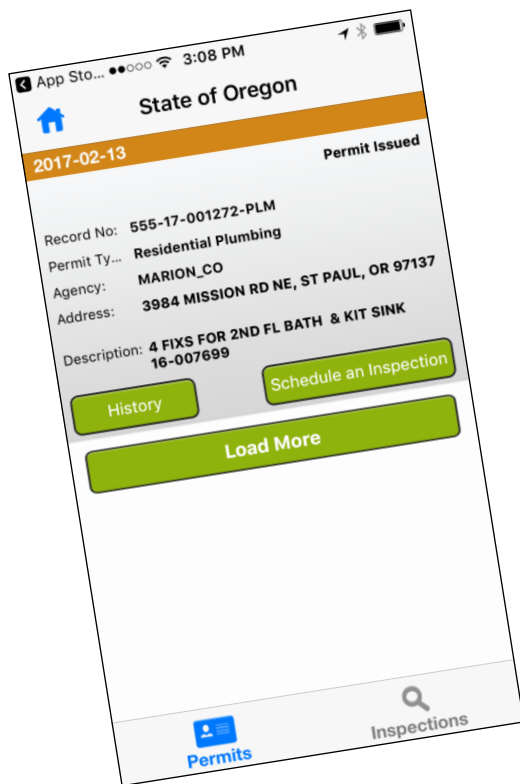 App Sto... 3:08 PM
State of Oregon
2017-02-13
Permit Issued
Record No: 555-17-001272-PLM
Permit Ty... Residential Plumbing
Agency: MARION_CO
Address: 3984 MISSION RD NE, ST PAUL, OR 97137
Description: 4 FIXS FOR 2ND FL BATH & KIT SINK
16-007699
History Schedule an Inspection
Load More
Permits Inspections